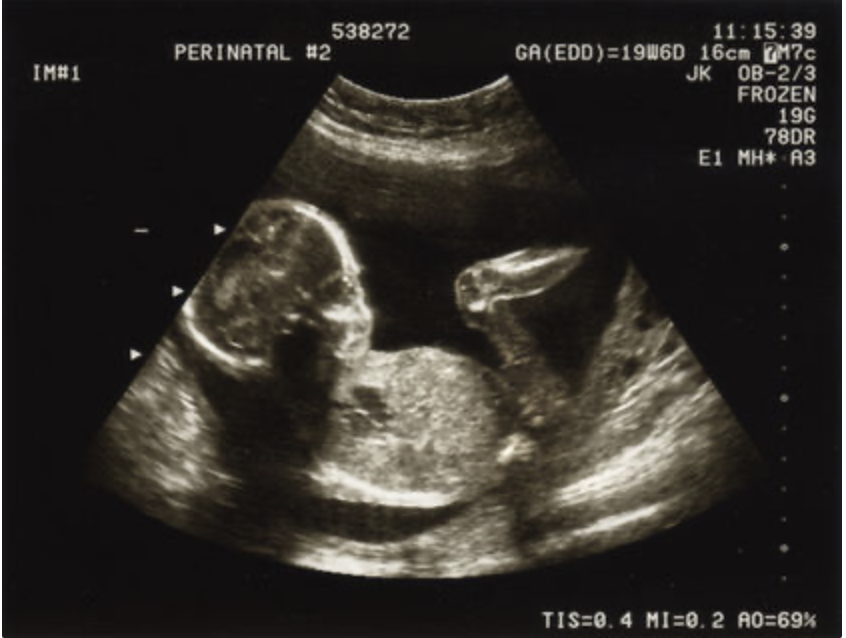 538272
11:15:39
PERINATAL #2
GA(EDD)=19W6D 16cm 7M7c
IM#1
JK OB-2/3
FROZEN
19G
78DR
E1 MH* A3
TIS=0.4 MI=0.2 AO=69%